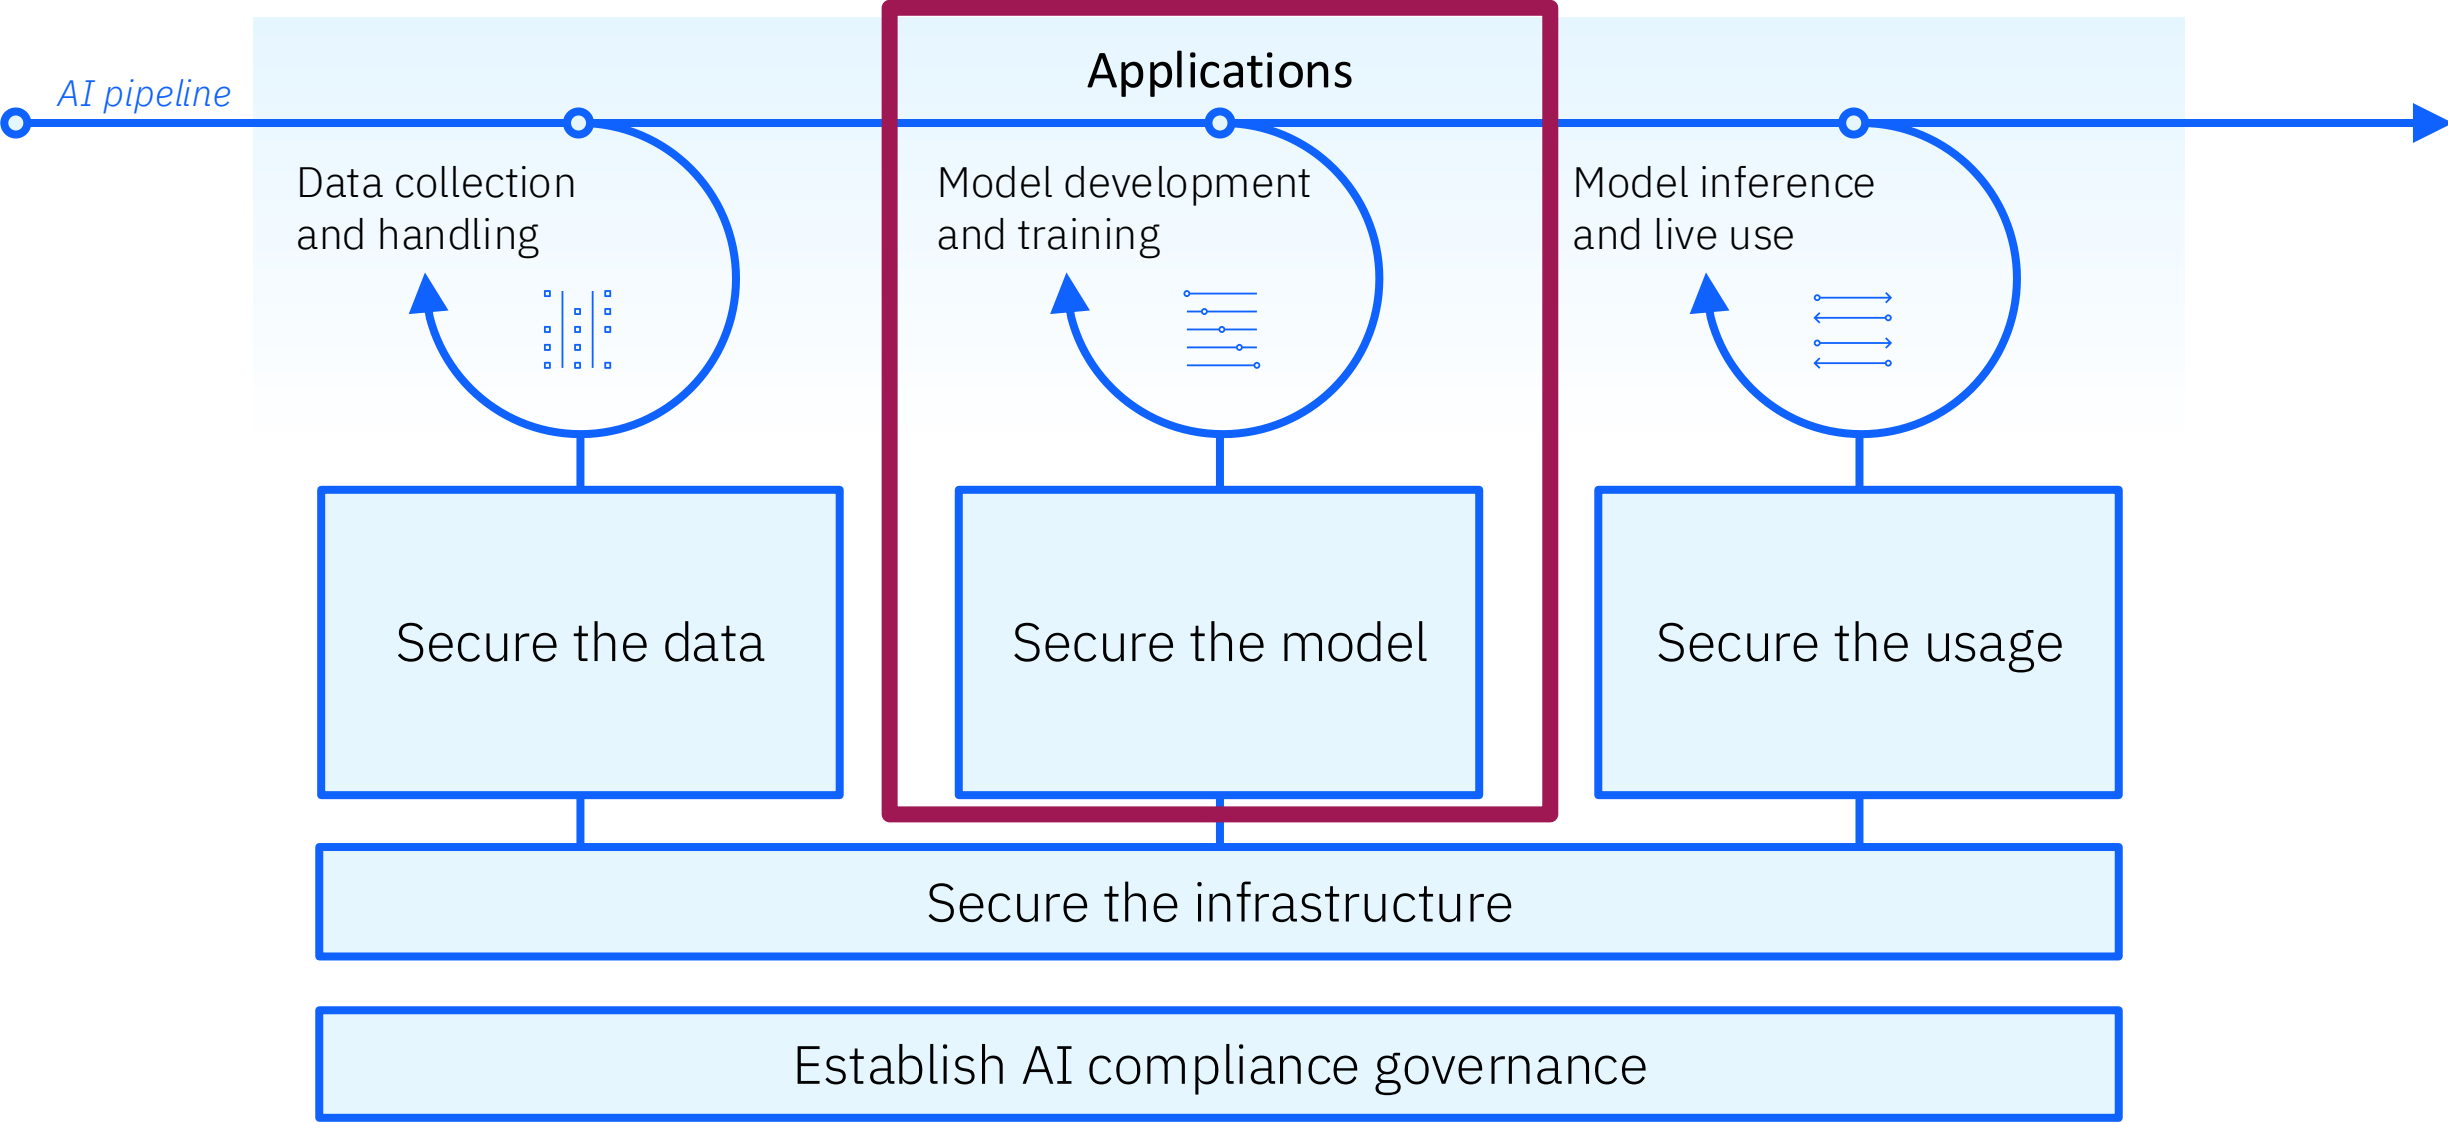 Applications
AI pipeline
Data collection
and handling
Model development
and training
Model inference
and live use
Secure the data
Secure the model
Secure the usage
Secure the infrastructure
Establish AI compliance governance